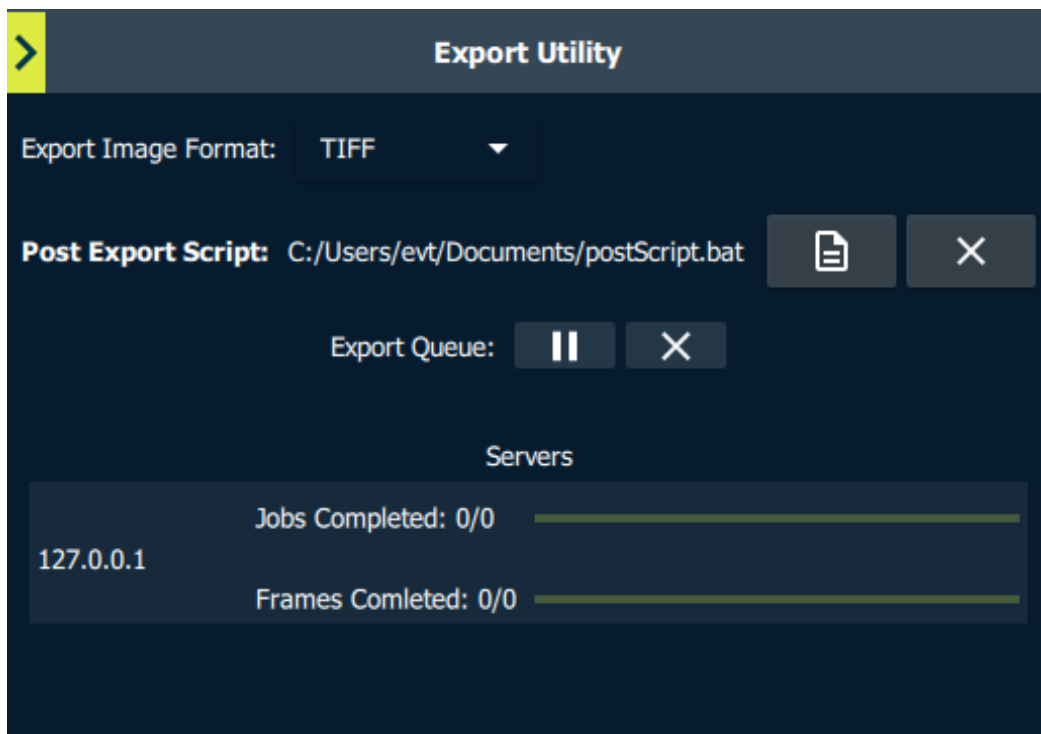 Export Utility
Export Image Format: TIFF
Post Export Script: C:/Users/evt/Documents/postScript.bat
Export Queue:
Servers
Jobs Completed: 0/0
127.0.0.1
Frames Comleted: 0/0